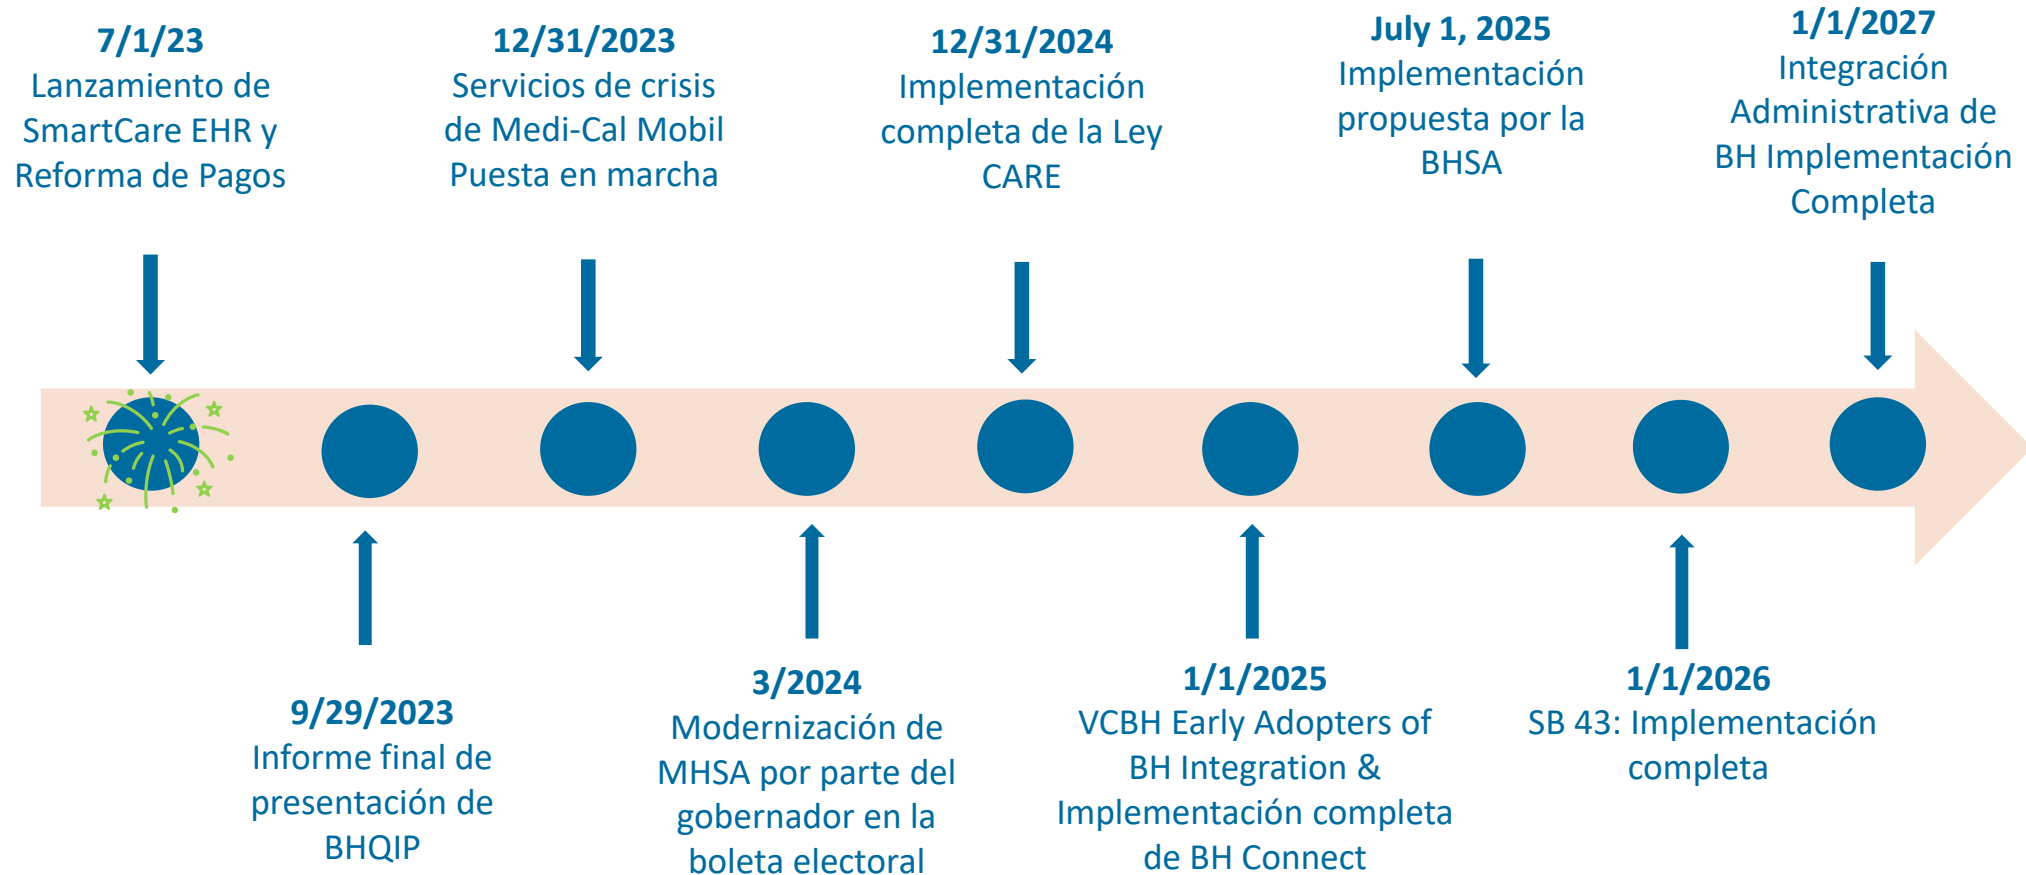 7/1/23
Lanzamiento de
SmartCare EHR y
Reforma de Pagos
12/31/2023
Servicios de crisis
de Medi-Cal Mobil
Puesta en marcha
12/31/2024
Implementación
completa de la Ley
CARE
July 1, 2025
Implementación
propuesta por la
BHSA
1/1/2027
Integración
Administrativa de
BH Implementación
Completa
9/29/2023
Informe final de
presentación de
BHQIP
3/2024
Modernización de
MHSA por parte del
gobernador en la
boleta electoral
1/1/2025
VCBH Early Adopters of
BH Integration &
Implementación completa
de BH Connect
1/1/2026
SB 43: Implementación
completa